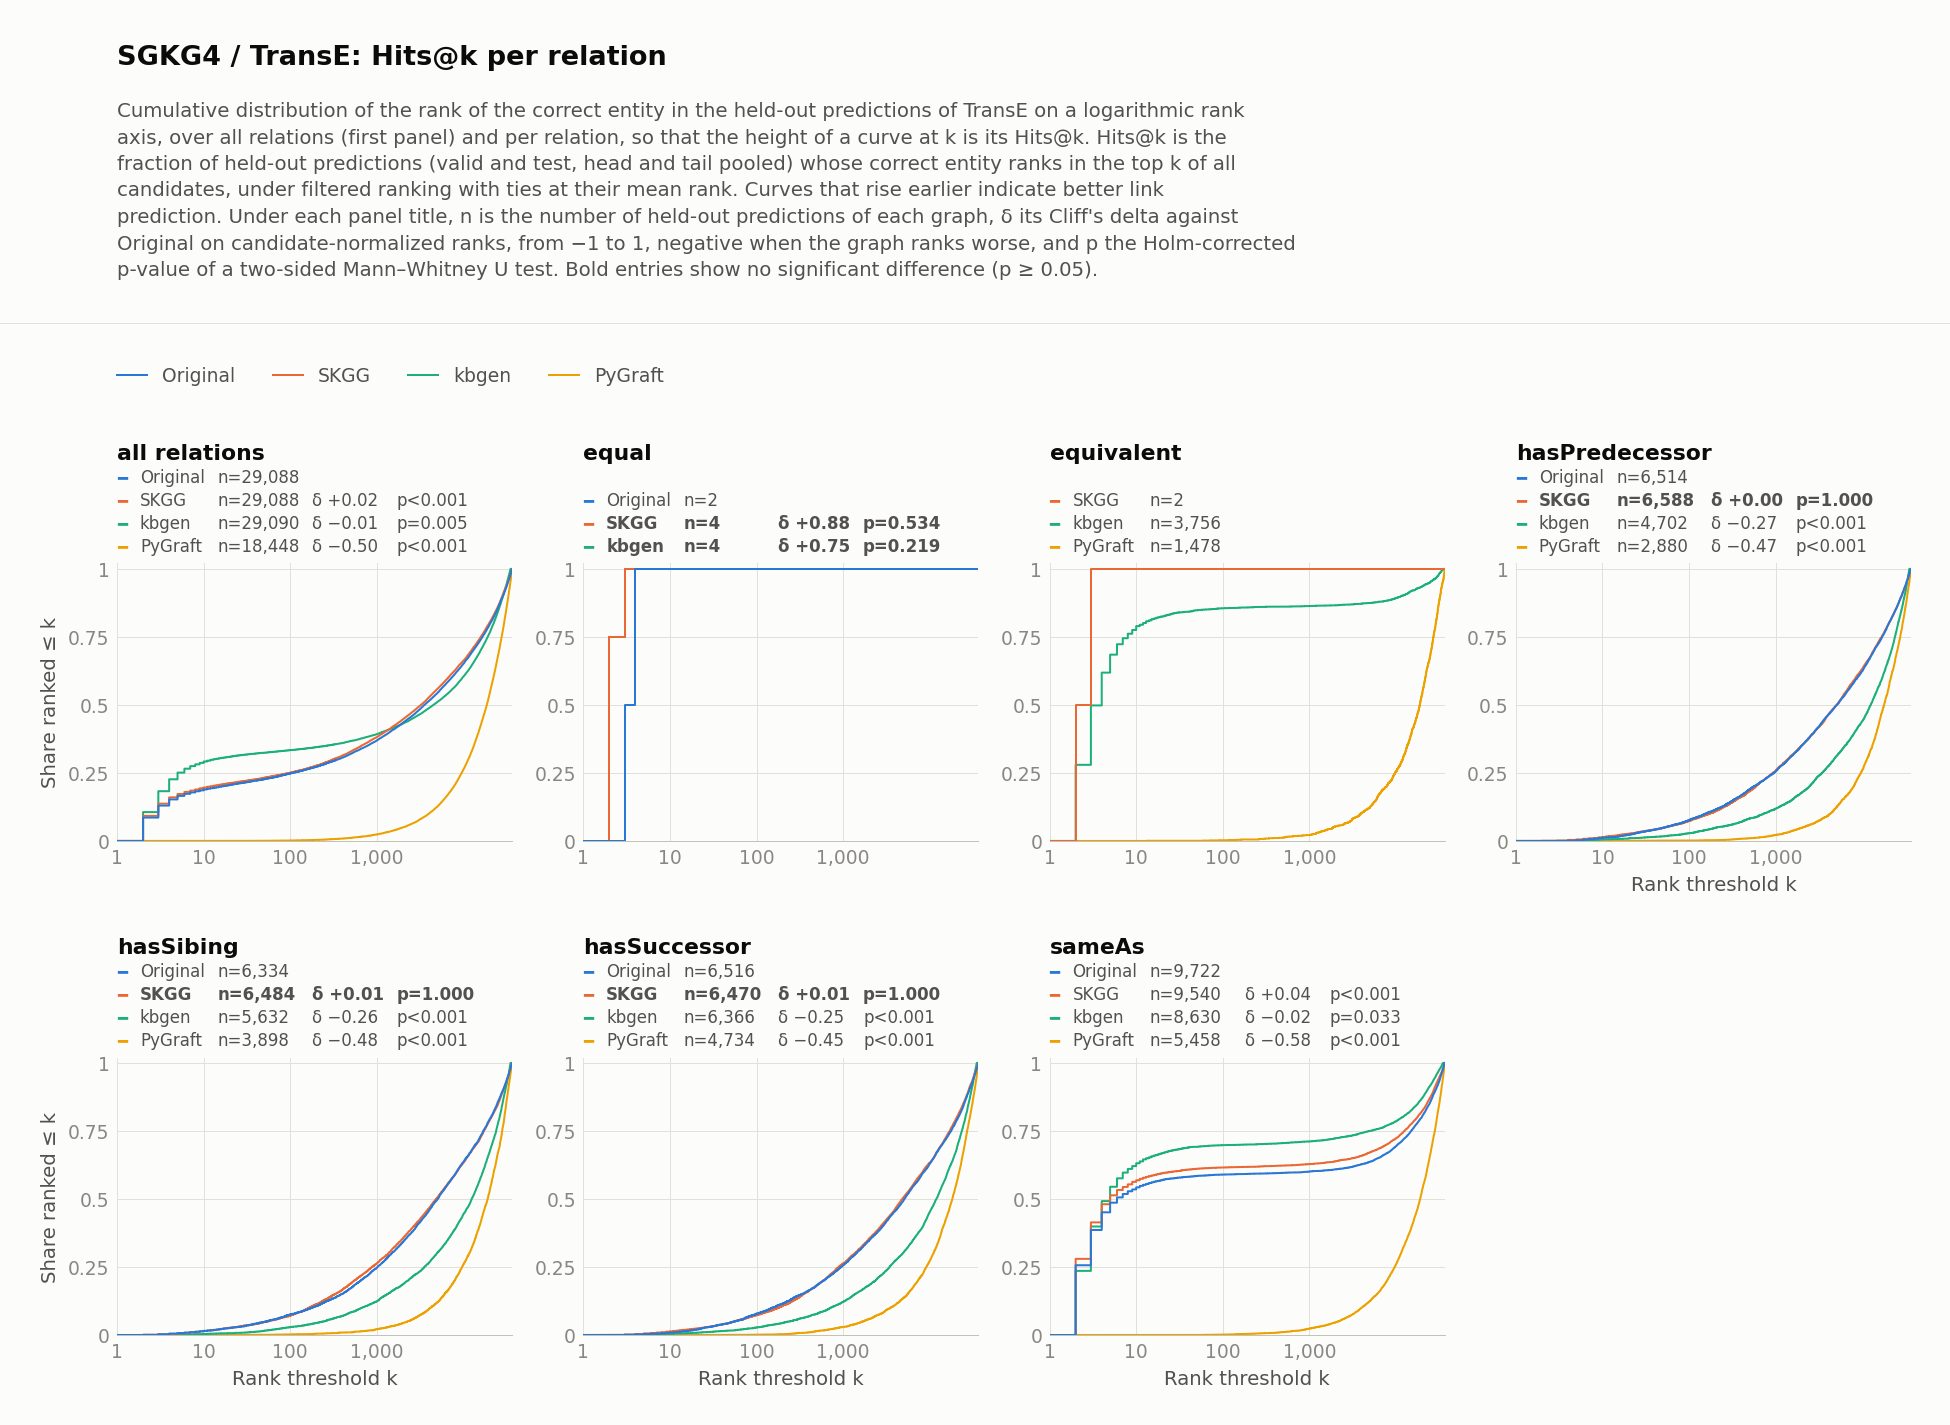 SGKG4 / TransE: Hits@k per relation
Cumulative distribution of the rank of the correct entity in the held-out predictions of TransE on a logarithmic rank
axis, over all relations (first panel) and per relation, so that the height of a curve at k is its Hits@k. Hits@k is the
fraction of held-out predictions (valid and test, head and tail pooled) whose correct entity ranks in the top k of all
candidates, under filtered ranking with ties at their mean rank. Curves that rise earlier indicate better link
prediction. Under each panel title, n is the number of held-out predictions of each graph, δ its Cliff's delta against
Original on candidate-normalized ranks, from −1 to 1, negative when the graph ranks worse, and p the Holm-corrected
p-value of a two-sided Mann–Whitney U test. Bold entries show no significant difference (p ≥ 0.05).
Original SKGG kbgen PyGraft
all relations
Original n=29,088
SKGG n=29,088 δ +0.02 p<0.001
kbgen n=29,090 δ −0.01 p=0.005
PyGraft n=18,448 δ −0.50 p<0.001
Share ranked ≤ k
1
0.75
0.5
0.25
0
1 10 100 1,000
equal
Original n=2
SKGG n=4 δ +0.88 p=0.534
kbgen n=4 δ +0.75 p=0.219
1
0.75
0.5
0.25
0
1 10 100 1,000
equivalent
SKGG n=2
kbgen n=3,756
PyGraft n=1,478
1
0.75
0.5
0.25
0
1 10 100 1,000
hasPredecessor
Original n=6,514
SKGG n=6,588 δ +0.00 p=1.000
kbgen n=4,702 δ −0.27 p<0.001
PyGraft n=2,880 δ −0.47 p<0.001
1
0.75
0.5
0.25
0
1 10 100 1,000
Rank threshold k
hasSibing
Original n=6,334
SKGG n=6,484 δ +0.01 p=1.000
kbgen n=5,632 δ −0.26 p<0.001
PyGraft n=3,898 δ −0.48 p<0.001
Share ranked ≤ k
1
0.75
0.5
0.25
0
1 10 100 1,000
Rank threshold k
hasSuccessor
Original n=6,516
SKGG n=6,470 δ +0.01 p=1.000
kbgen n=6,366 δ −0.25 p<0.001
PyGraft n=4,734 δ −0.45 p<0.001
1
0.75
0.5
0.25
0
1 10 100 1,000
Rank threshold k
sameAs
Original n=9,722
SKGG n=9,540 δ +0.04 p<0.001
kbgen n=8,630 δ −0.02 p=0.033
PyGraft n=5,458 δ −0.58 p<0.001
1
0.75
0.5
0.25
0
1 10 100 1,000
Rank threshold k